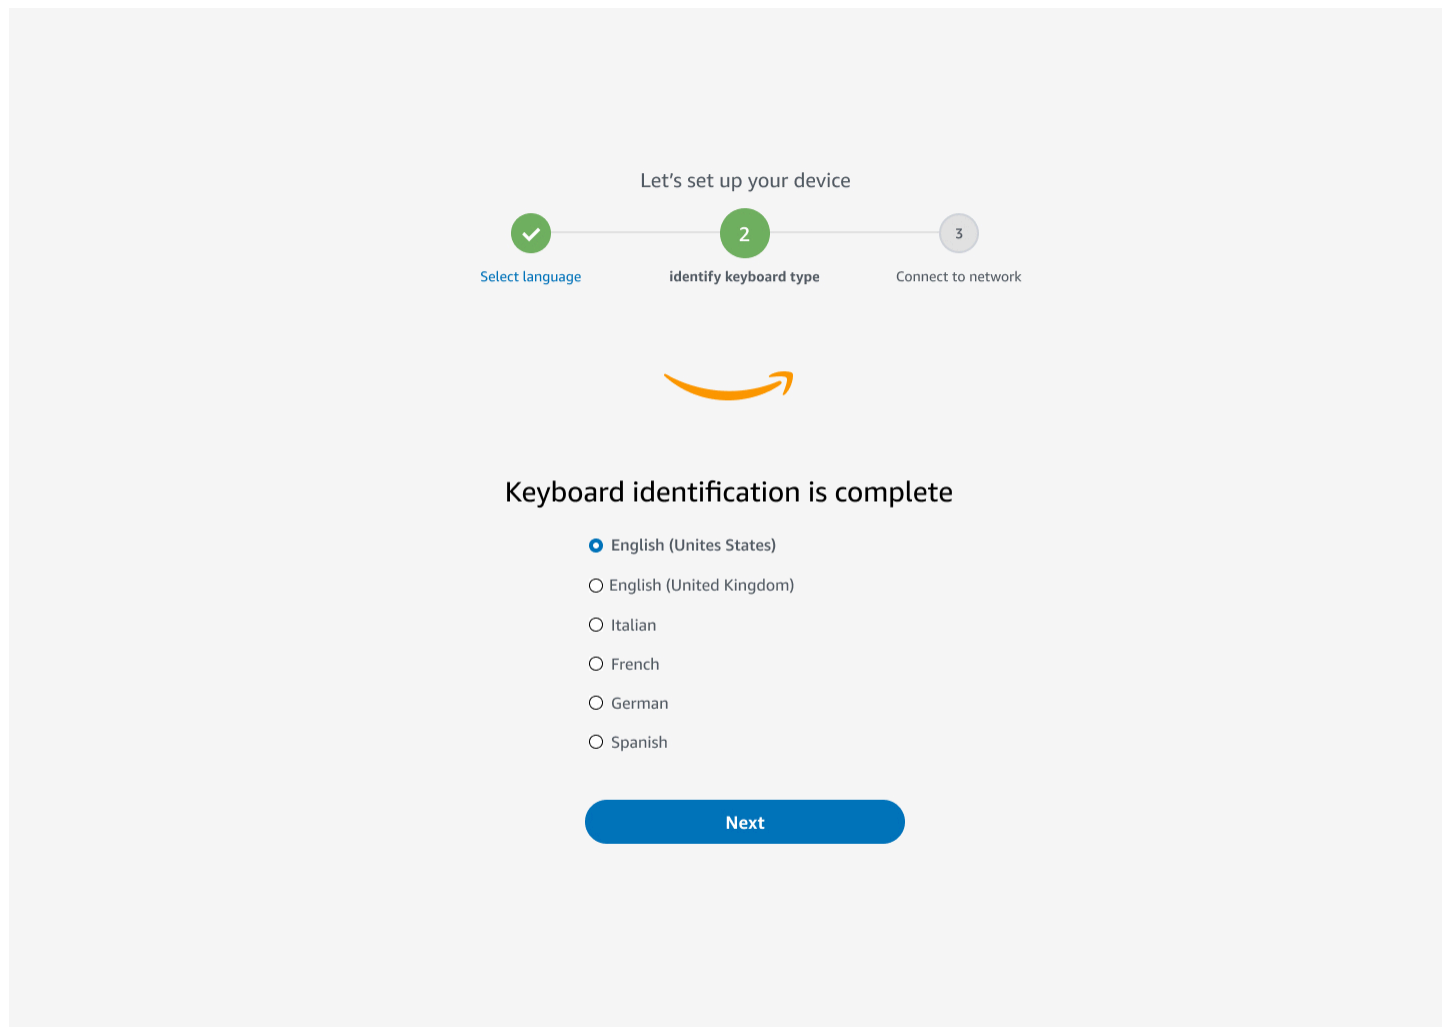 Let's set up your device
2
3
Select language
identify keyboard type
Connect to network
Keyboard identification is complete
English (Unites States)
English (United Kingdom)
Italian
French
German
Spanish
Next